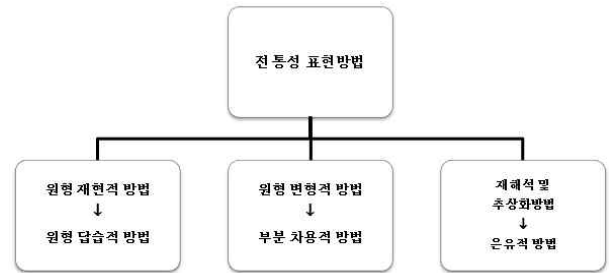 전통성 표현방법
원형 재현적 방법
↓
원형 답습적 방법
원형 변형적 방법
↓
부분 차용적 방법
재해석 및
추상화방법
↓
은유적 방법